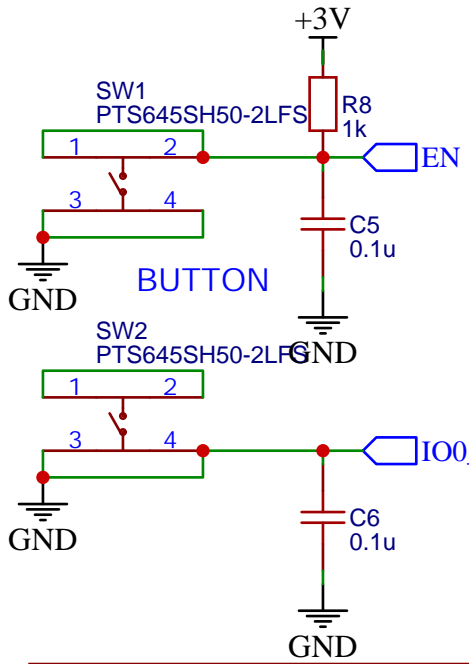 +3V
SW1
PTS645SH50-2LFS
R8
1k
1 2
EN
3 4
C5
0.1u
GND
BUTTON
GND
SW2
PTS645SH50-2LFS
1 2
3 4
IO0_
GND
C6
0.1u
GND